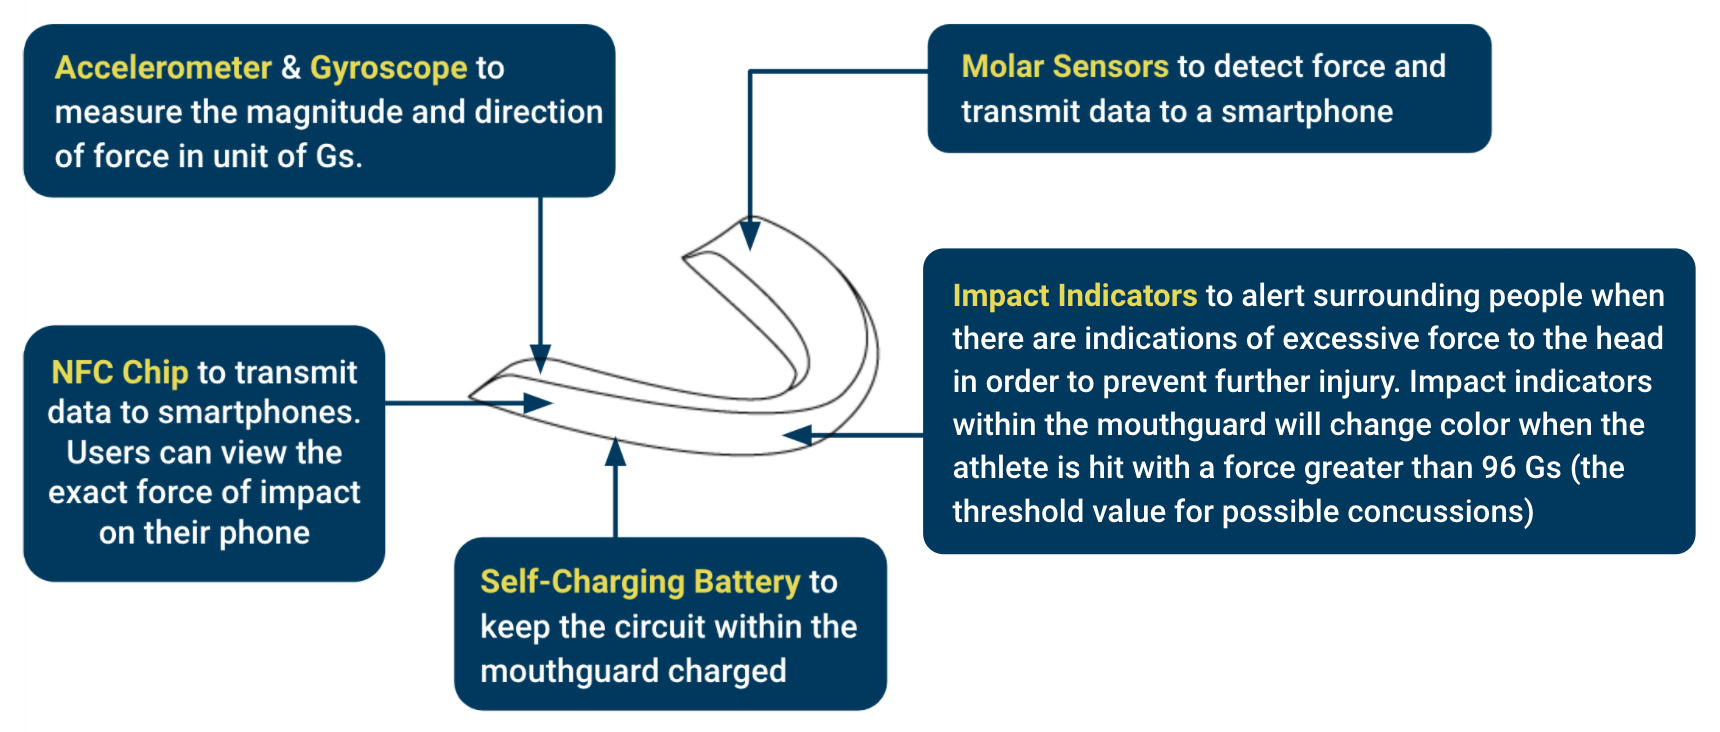 Accelerometer & Gyroscope to
measure the magnitude and direction
of force in unit of Gs.
Molar Sensors to detect force and
transmit data to a smartphone
NFC Chip to transmit
data to smartphones.
Users can view the
exact force of impact
on their phone
Impact Indicators to alert surrounding people when
there are indications of excessive force to the head
in order to prevent further injury. Impact indicators
within the mouthguard will change color when the
athlete is hit with a force greater than 96 Gs (the
threshold value for possible concussions)
Self-Charging Battery to
keep the circuit within the
mouthguard charged